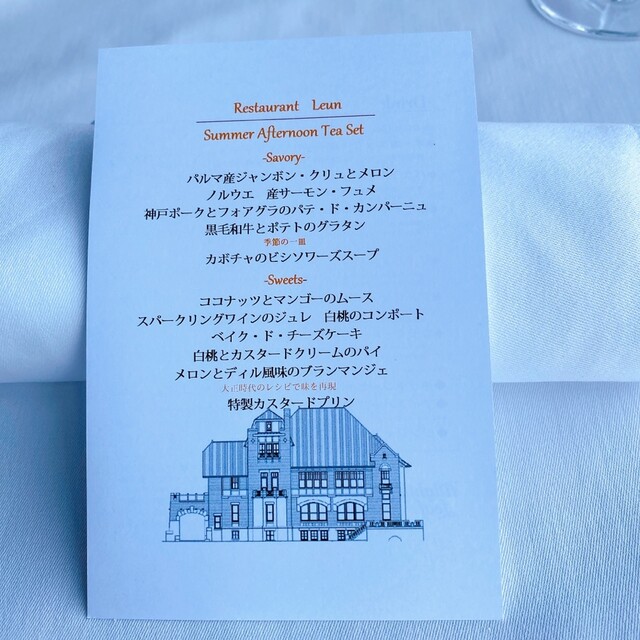 Restaurant Leun
Summer Afternoon Tea Set
-Savory-
パルマ産ジャンボン・クリュとメロン
ノルウエ 産サーモン・フュメ
神戸ポークとフォアグラのパテ・ド・カンパーニュ
黒毛和牛とポテトのグラタン
季節の一皿
カボチャのビシソワーズスープ
-Sweets-
ココナッツとマンゴーのムース
スパークリングワインのジュレ 白桃のコンポート
ベイク・ド・チーズケーキ
白桃とカスタードクリームのパイ
メロンとディル風味のブランマンジェ
大正時代のレシピで味を再現
特製カスタードプリン